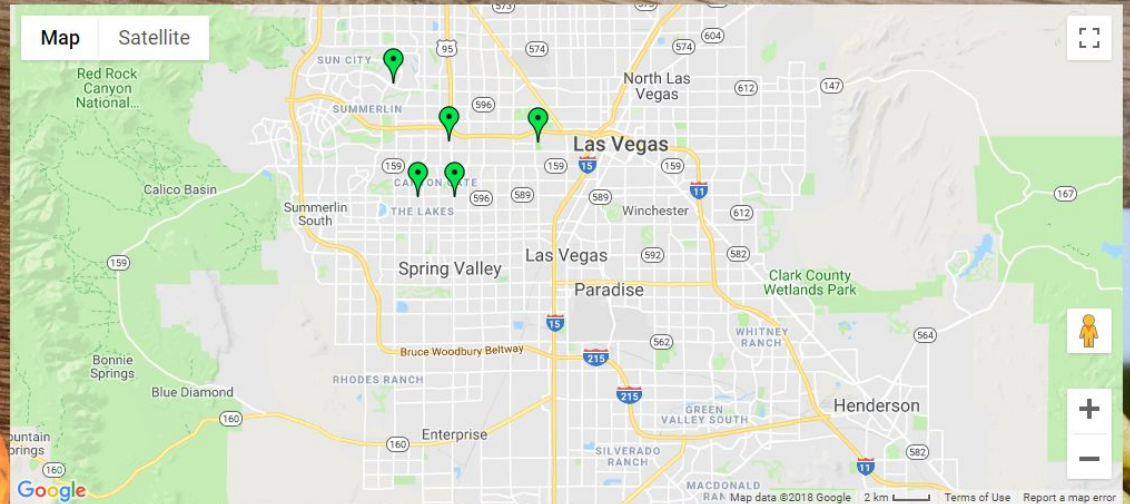 Map
Satellite
573
574
95
SUN CITY
604
574
Red Rock
Canyon
National...
North Las
Vegas
612
147
SUMMERLIN
596
Las Vegas
159
159
15
CANYON GATE
11
167
Calico Basin
596
589
589
Summerlin
South
THE LAKES
Winchester
612
159
Las Vegas
592
582
Spring Valley
Clark County
Wetlands Park
Paradise
15
WHITNEY
RANCH
564
Bruce Woodbury Beltway
562
215
Bonnie
Springs
RHODES RANCH
Blue Diamond
215
GREEN
VALLEY SOUTH
Henderson
160
Enterprise
160
582
SILVERADO
RANCH
160
11
MACDONALD
Google
Map data ©2018 Google
2 km
Terms of Use
Report a map error